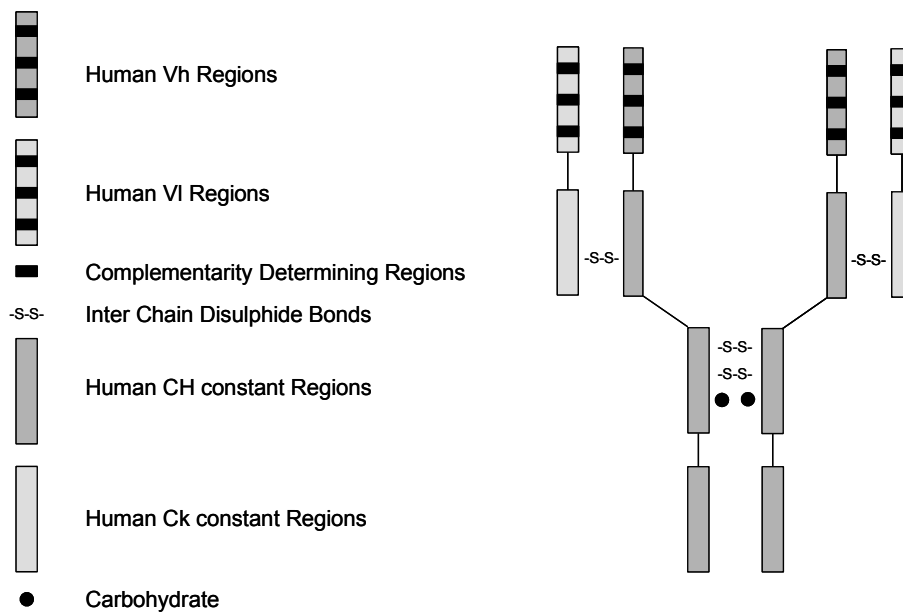 Human Vh Regions
Human Vl Regions
Complementarity Determining Regions
-S-S- Inter Chain Disulphide Bonds
Human CH constant Regions
Human Ck constant Regions
Carbohydrate
-S-S-
-S-S-
-S-S-
-S-S-